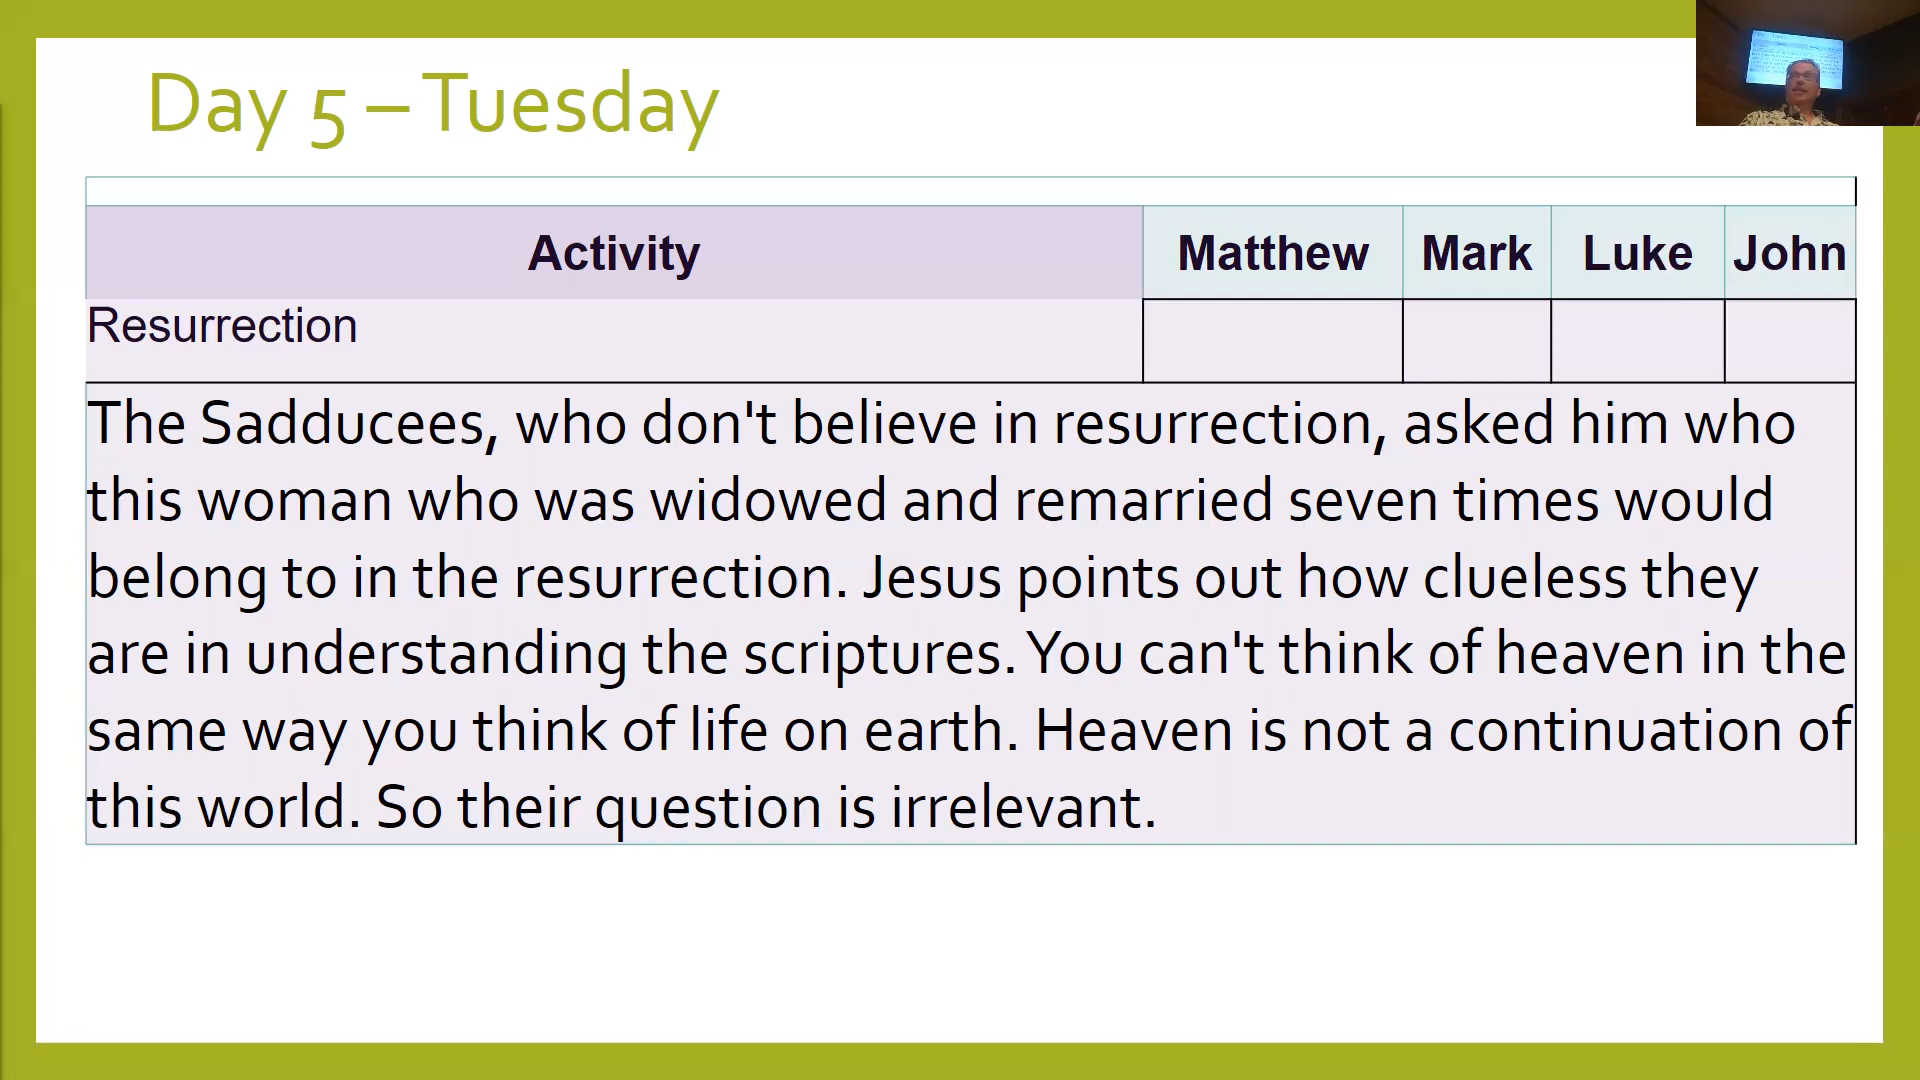 Day 5 – Tuesday
Activity Matthew Mark Luke John
Resurrection
The Sadducees, who don't believe in resurrection, asked him who
this woman who was widowed and remarried seven times would
belong to in the resurrection. Jesus points out how clueless they
are in understanding the scriptures. You can't think of heaven in the
same way you think of life on earth. Heaven is not a continuation of
this world. So their question is irrelevant.